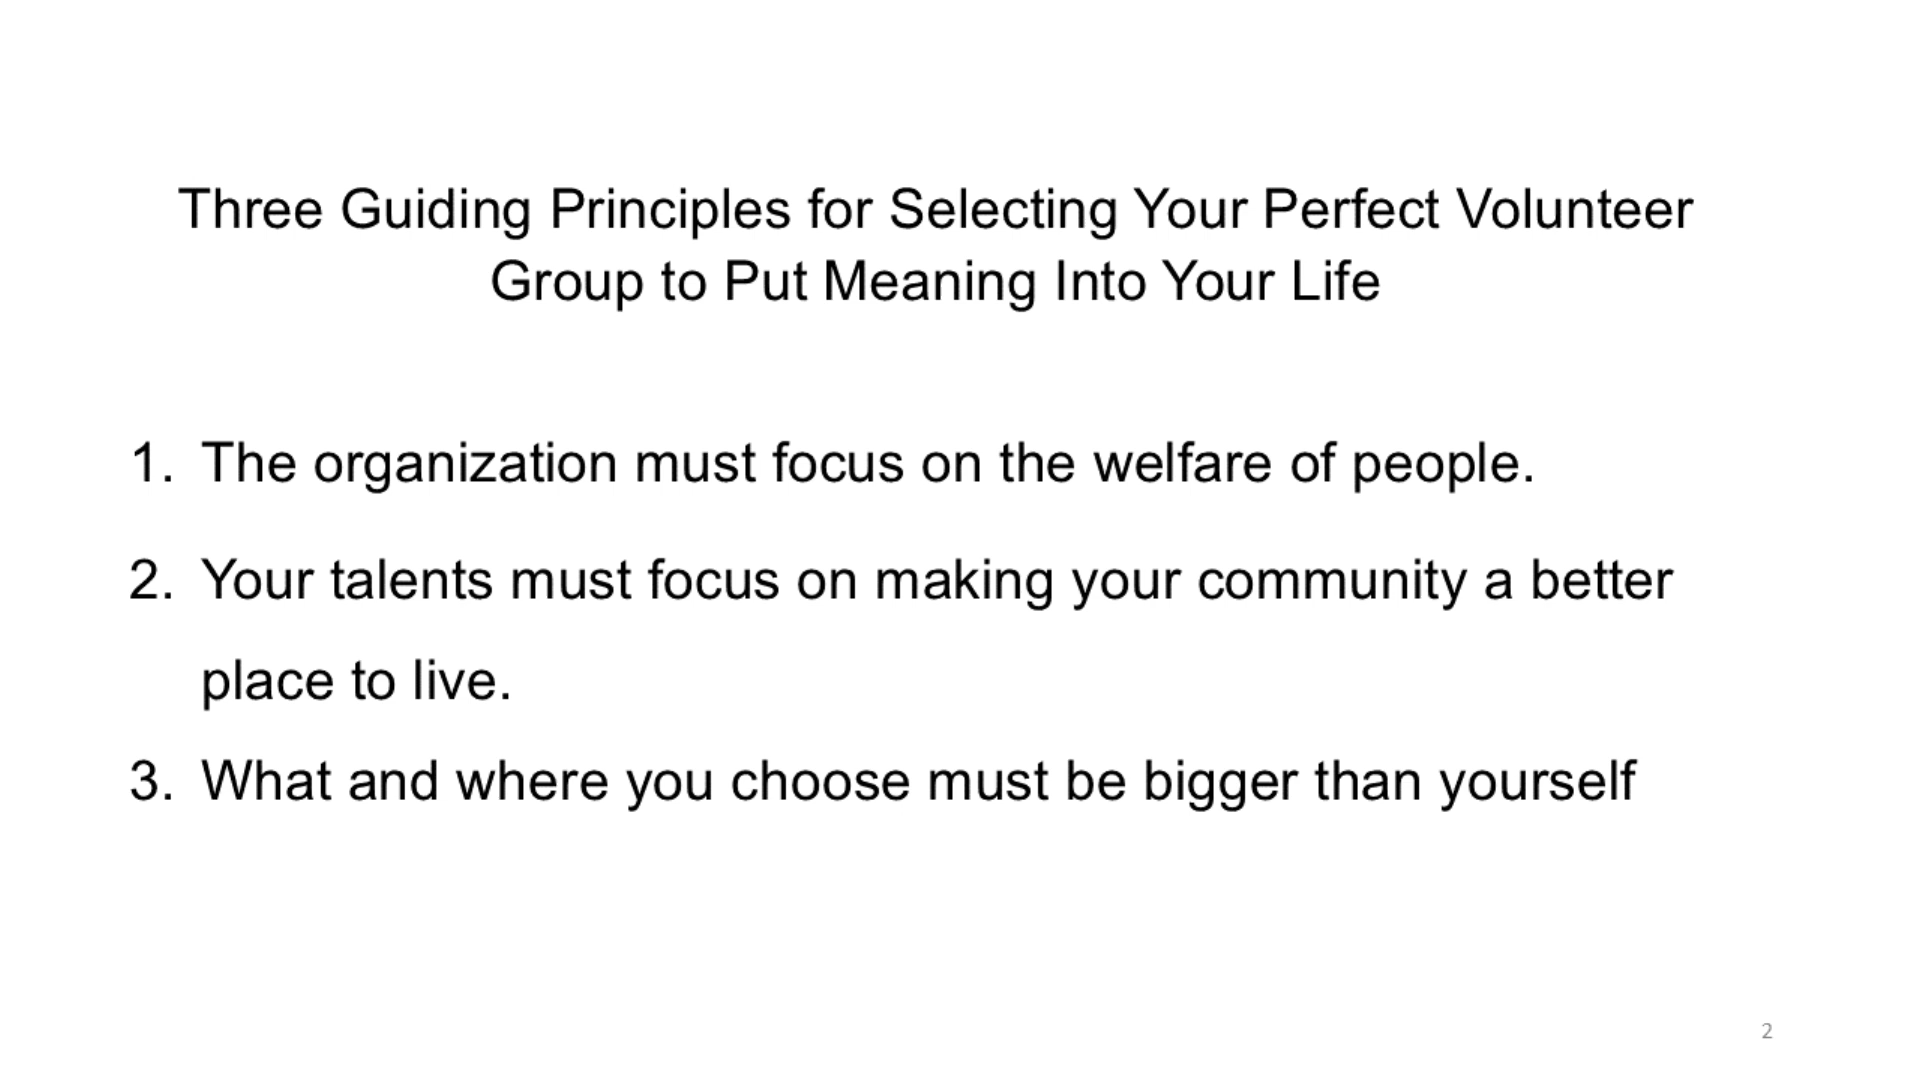 Three Guiding Principles for Selecting Your Perfect Volunteer
Group to Put Meaning Into Your Life
1. The organization must focus on the welfare of people.
2. Your talents must focus on making your community a better
place to live.
3. What and where you choose must be bigger than yourself
2